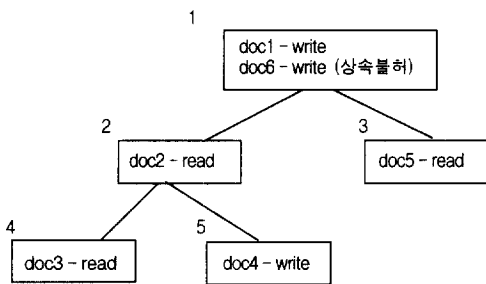 1
doc1 - write
doc6 - write (상속불허)
2
3
doc2 - read
doc5 - read
4
5
doc3 - read
doc4 - write